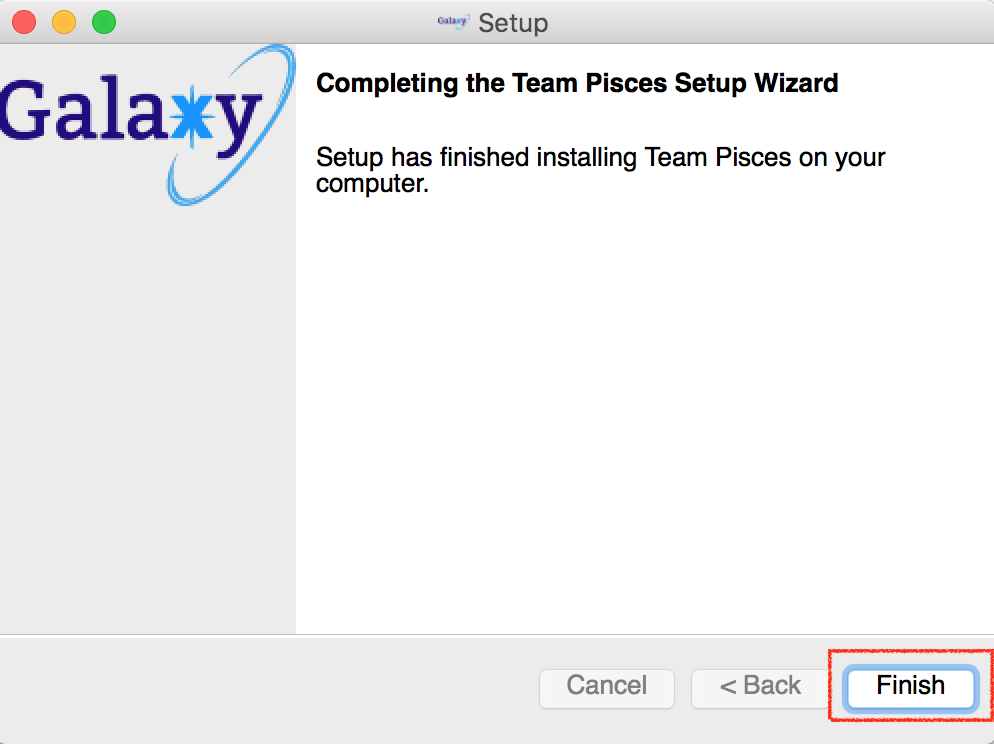 Galaxy Setup
Galaxy
Completing the Team Pisces Setup Wizard
Setup has finished installing Team Pisces on your
computer.
Cancel
< Back
Finish